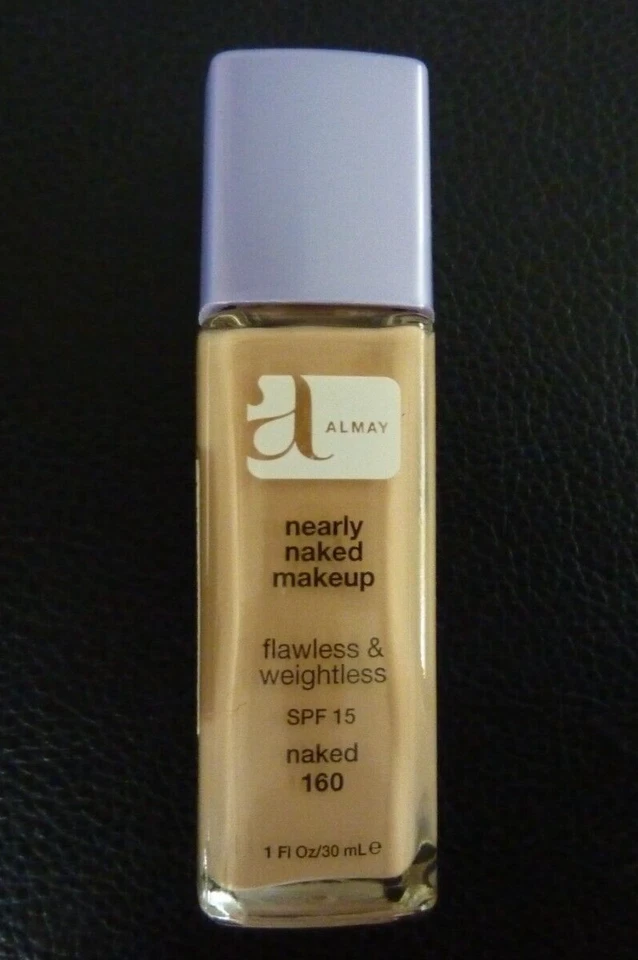 a ALMAY
nearly
naked
makeup
flawless &
weightless
SPF 15
naked
160
1 Fl Oz/30 mL℮